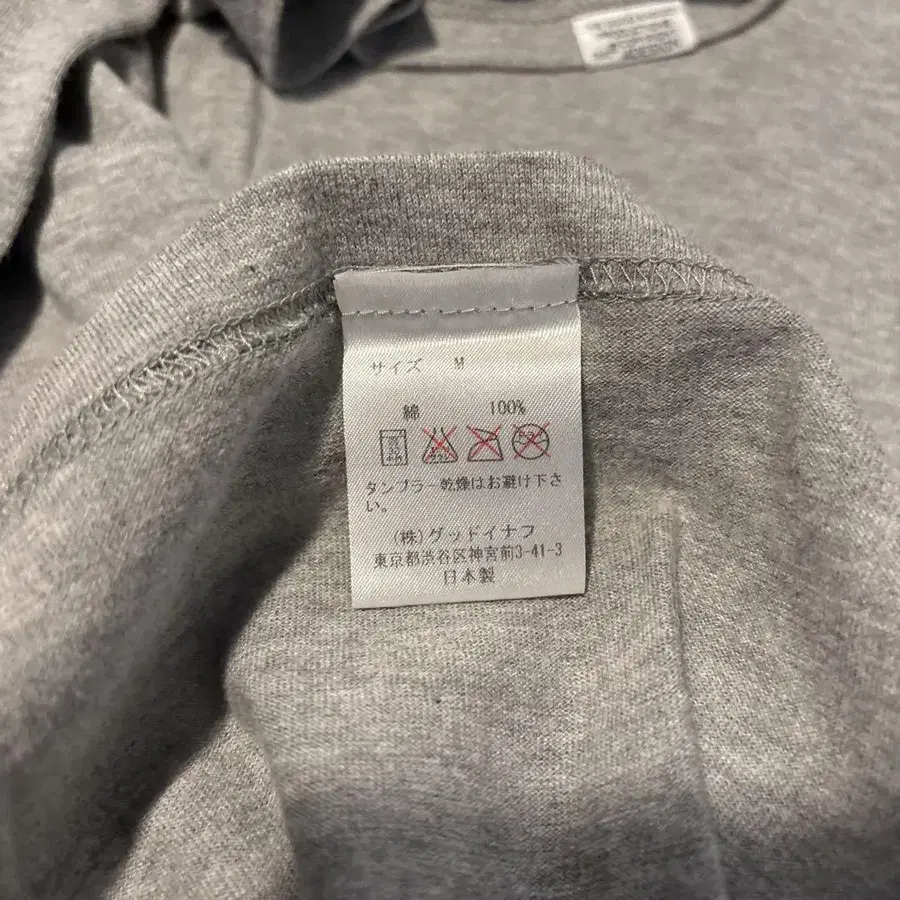 サイズ M
綿 100%
タンブラー乾燥はお避け下さ
い。
(株)グッドイナフ
東京都渋谷区神宮前3-41-3
日本製